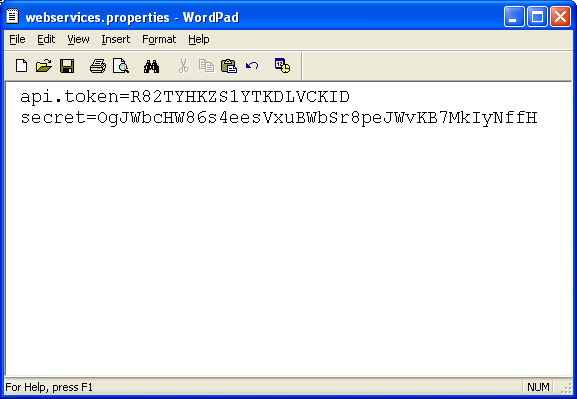 webservices.properties - WordPad
File Edit View Insert Format Help
api.token=R82TYHKZS1YTKDLVCKID
secret=OgJWbcHW86s4eesVxuBWbSr8peJWvKB7MkIyNffH
For Help, press F1 NUM